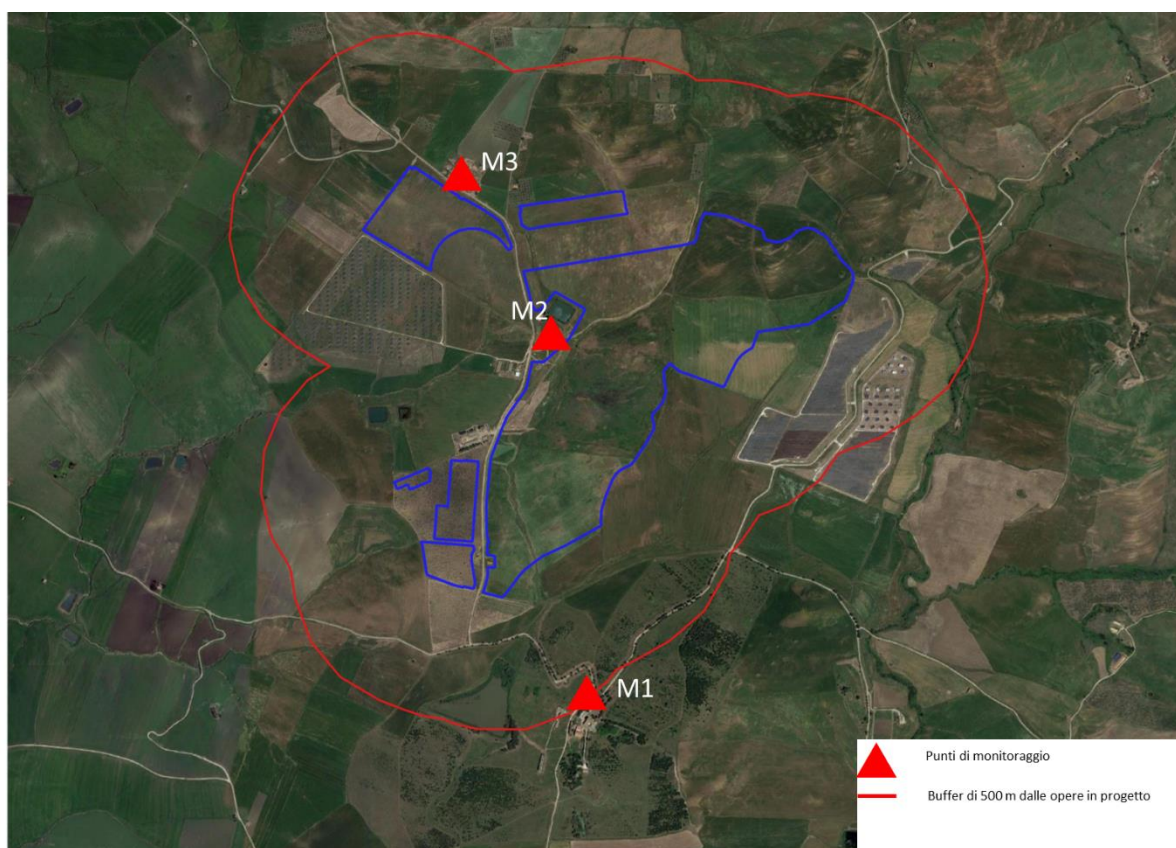 M3
M2
M1
Punti di monitoraggio
Buffer di 500 m dalle opere in progetto